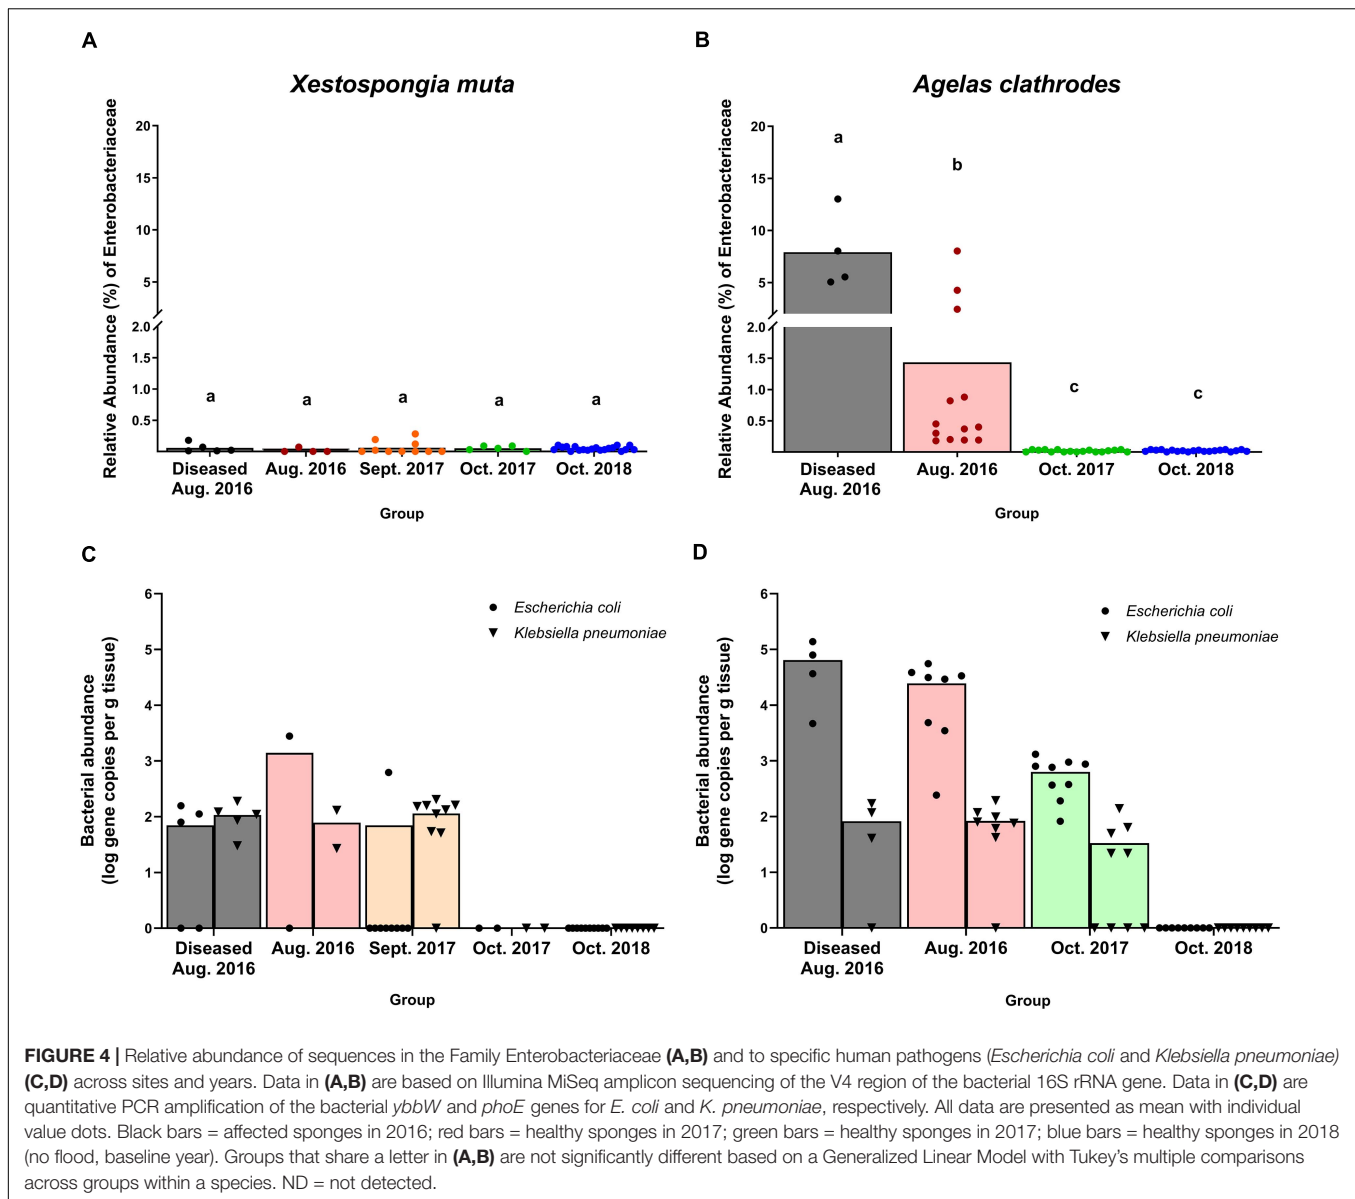 A
Xestospongia muta
Relative Abundance (%) of Enterobacteriaceae
20
15
10
5
2.0
1.5
1.0
0.5
a
a
a
a
a
Diseased
Aug. 2016
Aug. 2016
Sept. 2017
Oct. 2017
Oct. 2018
Group
B
Agelas clathrodes
Relative Abundance (%) of Enterobacteriaceae
20
15
10
5
2.0
1.5
1.0
0.5
a
b
c
c
Diseased
Aug. 2016
Aug. 2016
Oct. 2017
Oct. 2018
Group
C
Bacterial abundance
(log gene copies per g tissue)
6
5
4
3
2
1
0
Escherichia coli
Klebsiella pneumoniae
Diseased
Aug. 2016
Aug. 2016
Sept. 2017
Oct. 2017
Oct. 2018
Group
D
Bacterial abundance
(log gene copies per g tissue)
6
5
4
3
2
1
0
Escherichia coli
Klebsiella pneumoniae
Diseased
Aug. 2016
Aug. 2016
Oct. 2017
Oct. 2018
Group
FIGURE 4 | Relative abundance of sequences in the Family Enterobacteriaceae (A,B) and to specific human pathogens (Escherichia coli and Klebsiella pneumoniae)
(C,D) across sites and years. Data in (A,B) are based on Illumina MiSeq amplicon sequencing of the V4 region of the bacterial 16S rRNA gene. Data in (C,D) are
quantitative PCR amplification of the bacterial ybbW and phoE genes for E. coli and K. pneumoniae, respectively. All data are presented as mean with individual
value dots. Black bars = affected sponges in 2016; red bars = healthy sponges in 2017; green bars = healthy sponges in 2017; blue bars = healthy sponges in 2018
(no flood, baseline year). Groups that share a letter in (A,B) are not significantly different based on a Generalized Linear Model with Tukey's multiple comparisons
across groups within a species. ND = not detected.